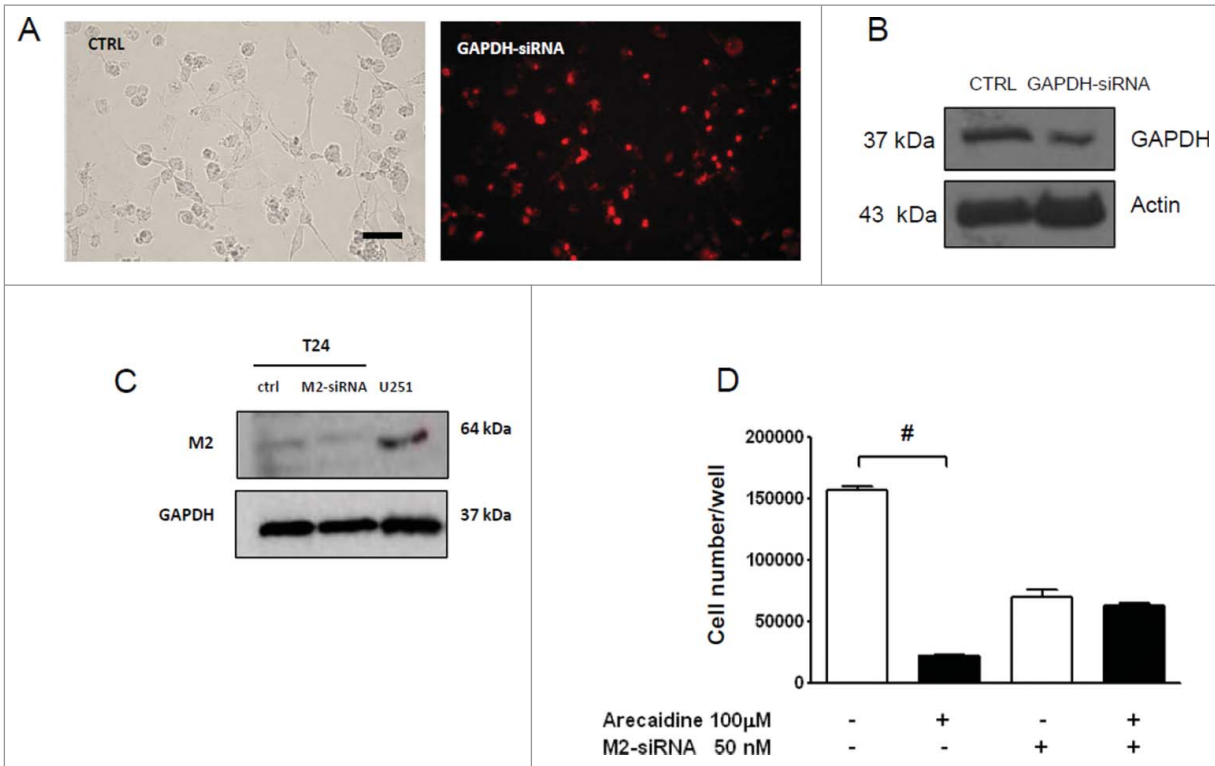 A
CTRL
GAPDH-siRNA
B
CTRL GAPDH-siRNA
37 kDa
GAPDH
43 kDa
Actin
C
T24
ctrl M2-siRNA U251
M2
64 kDa
GAPDH
37 kDa
D
#
200000
150000
100000
50000
0
Cell number/well
Arecaidine 100μM - + - +
M2-siRNA 50 nM - - + +